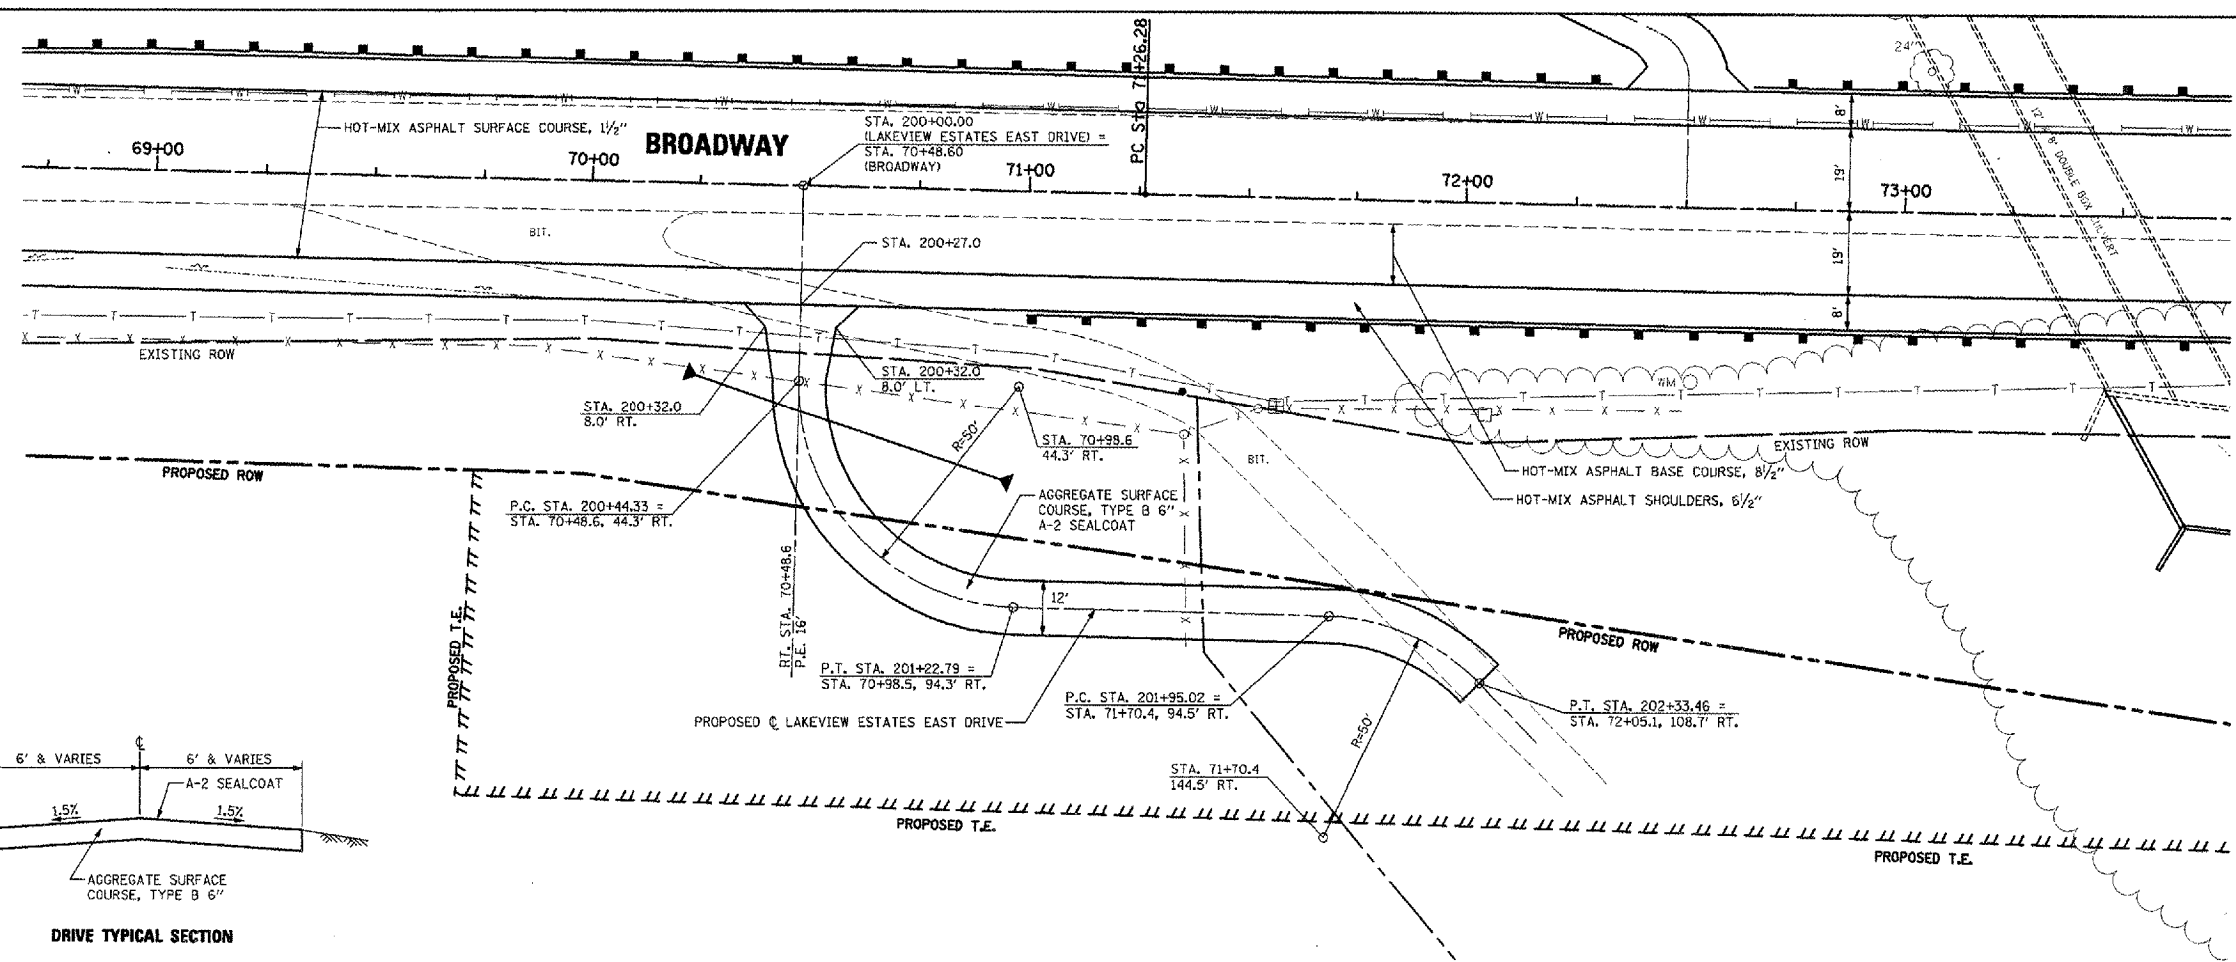 24"
PC Sta 71+26.28
HOT-MIX ASPHALT SURFACE COURSE, 1½"
BROADWAY
STA. 200+00.00
(LAKEVIEW ESTATES EAST DRIVE) =
STA. 70+48.60
(BROADWAY)
69+00
70+00
71+00
72+00
73+00
8'
19'
19'
8'
8' DOUBLE BOX CULVERT
BIT.
STA. 200+27.0
EXISTING ROW
STA. 200+32.0
8.0' LT.
STA. 200+32.0
8.0' RT.
WM
R=50'
STA. 70+98.6
44.3' RT.
BIT.
EXISTING ROW
PROPOSED ROW
HOT-MIX ASPHALT BASE COURSE, 8½"
HOT-MIX ASPHALT SHOULDERS, 6½"
P.C. STA. 200+44.33 =
STA. 70+48.6, 44.3' RT.
AGGREGATE SURFACE
COURSE, TYPE B 6"
A-2 SEALCOAT
RT. STA. 70+48.6
P.E. 16'
12'
PROPOSED T.E.
PROPOSED ROW
P.T. STA. 201+22.79 =
STA. 70+98.5, 94.3' RT.
P.C. STA. 201+95.02 =
STA. 71+70.4, 94.5' RT.
P.T. STA. 202+33.46 =
STA. 72+05.1, 108.7' RT.
PROPOSED ℄ LAKEVIEW ESTATES EAST DRIVE
R=50'
STA. 71+70.4
144.5' RT.
℄
6' & VARIES
6' & VARIES
A-2 SEALCOAT
1.5%
1.5%
PROPOSED T.E.
PROPOSED T.E.
AGGREGATE SURFACE
COURSE, TYPE B 6"
DRIVE TYPICAL SECTION